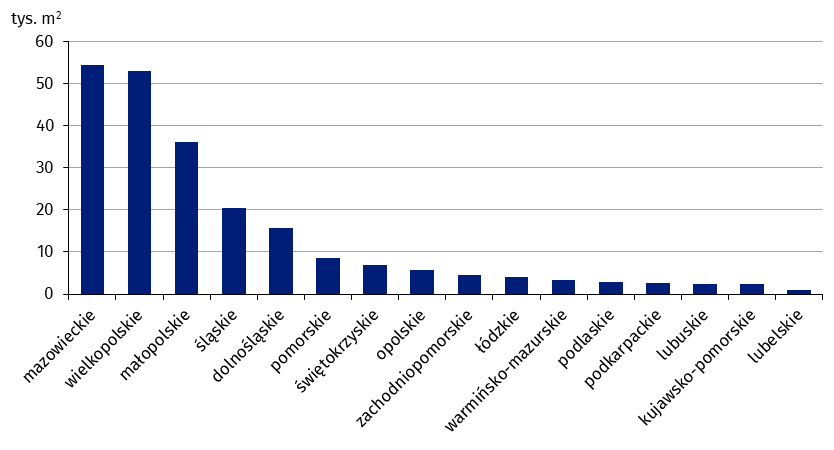 tys. m²
60
50
40
30
20
10
0
mazowieckie
wielkopolskie
małopolskie
śląskie
dolnośląskie
pomorskie
świętokrzyskie
opolskie
zachodniopomorskie
łódzkie
warmińsko-mazurskie
podlaskie
podkarpackie
lubuskie
kujawsko-pomorskie
lubelskie